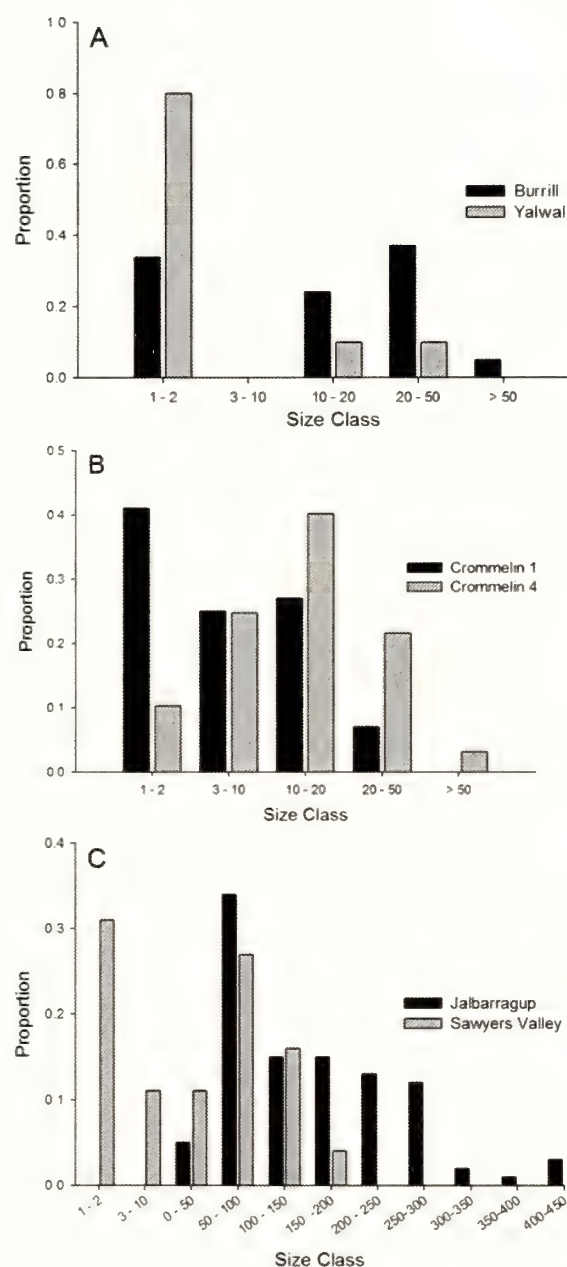 A
1 0
0.8
0.6
0.4
0.2
0.0
Proportion
Burrill
Yalwal
1 - 2
3 - 10
10 - 20
20 - 50
> 50
Size Class
B
0 5
0.4
0.3
0.2
0.1
0 0
Proportion
Crommelin 1
Crommelin 4
1 - 2
3 - 10
10 - 20
20 - 50
> 50
Size Class
C
0.4
0.3
0.2
0.1
0.0
Proportion
Jalbarragup
Sawyers Valley
1 - 2
3 - 10
0 - 50
50 - 100
100 - 150
150 -200
200 - 250
250-300
300-350
350-400
400-450
Size Class